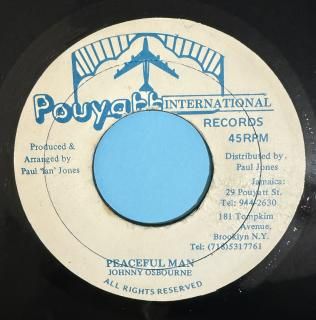 Pouyatt INTERNATIONAL
RECORDS
45RPM
Produced &
Arranged by
Paul "Ian" Jones
Distributed by
Paul Jones
Jamaica:
29 Pouyatt St.
Tel: 944-2630
181 Tompkim
Avenue,
Brooklyn N.Y.
Tel: (718)5317761
PEACEFUL MAN
JOHNNY OSBOURNE
ALL RIGHTS RESERVED